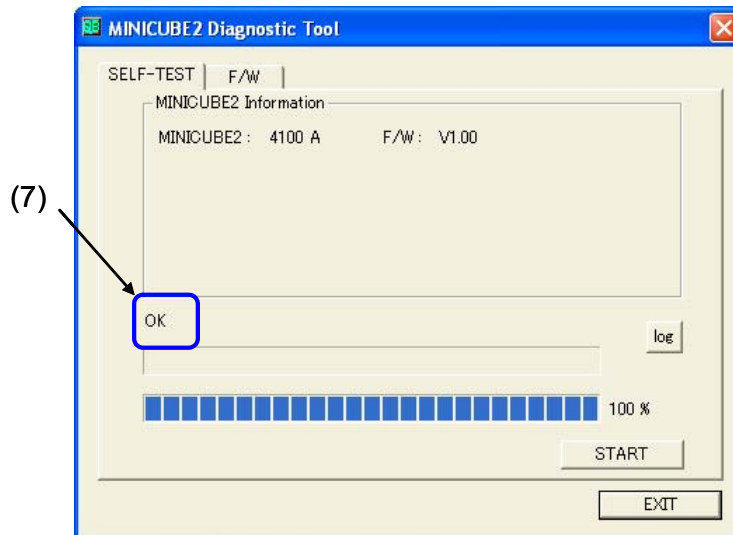 MINICUBE2 Diagnostic Tool
SELF-TEST F/W
MINICUBE2 Information
MINICUBE2 : 4100 A F/W : V1.00
(7)
OK
log
100 %
START
EXIT